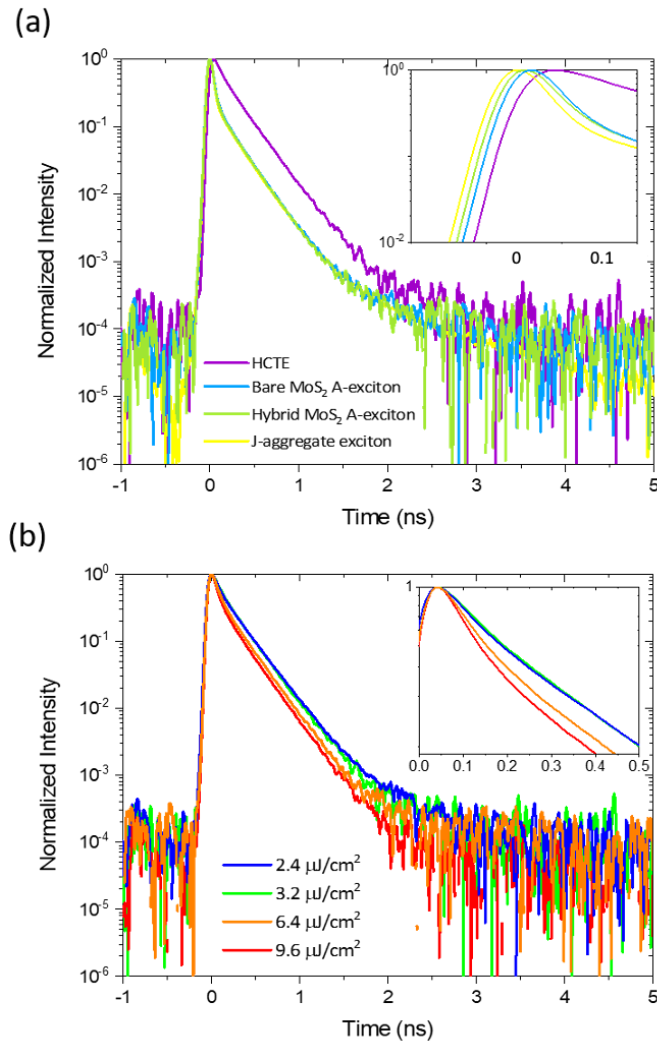 (a)
10^0
10^-1
10^-2
10^-3
10^-4
10^-5
10^-6
Normalized Intensity
-1 0 1 2 3 4 5
Time (ns)
10^0
10^-1
10^-2
0 0.1
HCTE
Bare MoS₂ A-exciton
Hybrid MoS₂ A-exciton
J-aggregate exciton
(b)
10^0
10^-1
10^-2
10^-3
10^-4
10^-5
10^-6
Normalized Intensity
-1 0 1 2 3 4 5
Time (ns)
1
0.0 0.1 0.2 0.3 0.4 0.5
2.4 µJ/cm²
3.2 µJ/cm²
6.4 µJ/cm²
9.6 µJ/cm²